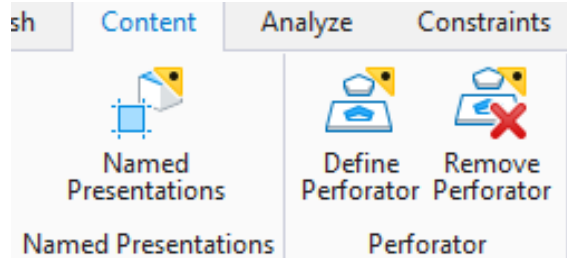 sh Content Analyze Constraints
Named Presentations Define Perforator Remove Perforator
Named Presentations Perforator